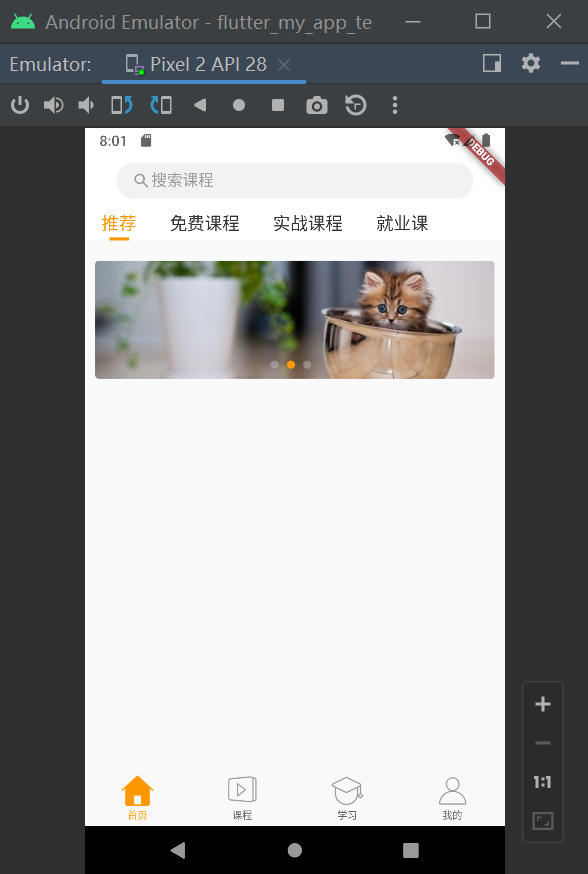 Android Emulator - flutter_my_app_te
Emulator: Pixel 2 API 28
8:01
DEBUG
搜索课程
推荐 免费课程 实战课程 就业课
首页 课程 学习 我的
1:1